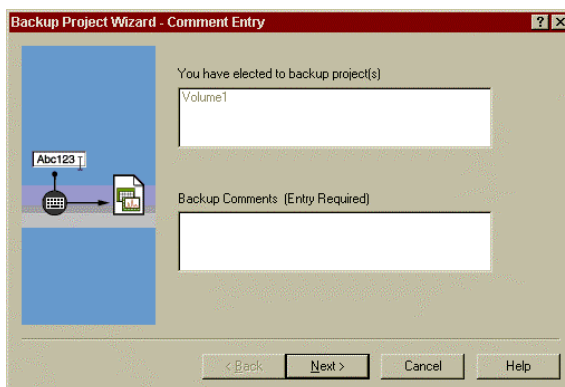 Backup Project Wizard - Comment Entry
You have elected to backup project(s)
Volume1
Abc123
Backup Comments (Entry Required)
< Back
Next >
Cancel
Help